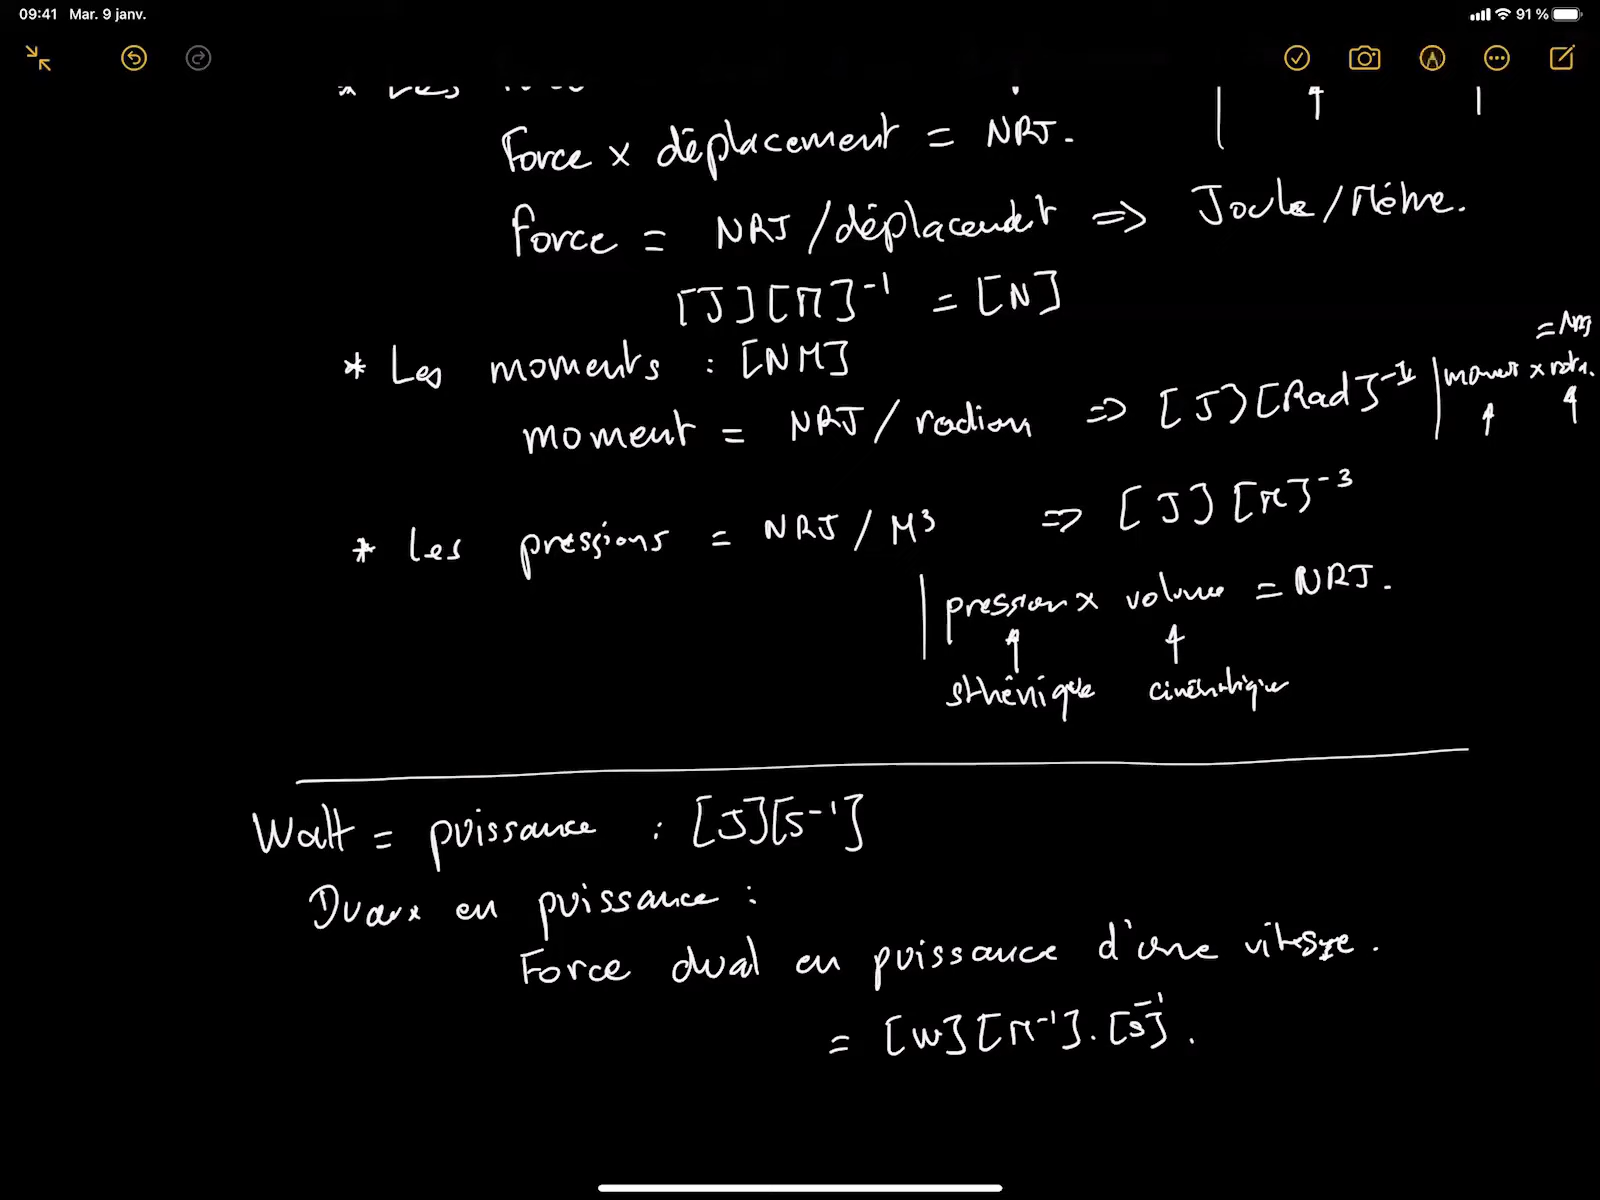 09:41 Mar. 9 janv. 91 %
Force x déplacement = NRJ.
Force = NRJ / déplacement => Joule / Mètre.
[J][M]⁻¹ = [N]
* Les moments : [NM]
= NRJ
moment = NRJ / radian => [J][Rad]⁻¹ | moment x rota.
* Les pressions = NRJ / M³ => [J][M]⁻³
| pression x volume = NRJ.
sthénique cinématique
Watt = puissance : [J][S⁻¹]
Duaux en puissance :
Force dual en puissance d'une vitesse.
= [W][M⁻¹].[S]⁻¹.